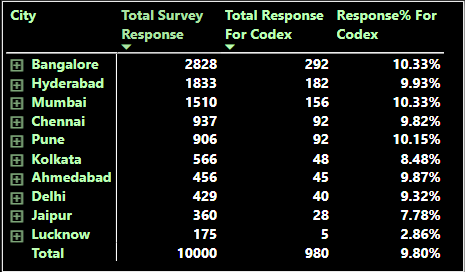 City Total Survey Response Total Response For Codex Response% For Codex
Bangalore 2828 292 10.33%
Hyderabad 1833 182 9.93%
Mumbai 1510 156 10.33%
Chennai 937 92 9.82%
Pune 906 92 10.15%
Kolkata 566 48 8.48%
Ahmedabad 456 45 9.87%
Delhi 429 40 9.32%
Jaipur 360 28 7.78%
Lucknow 175 5 2.86%
Total 10000 980 9.80%